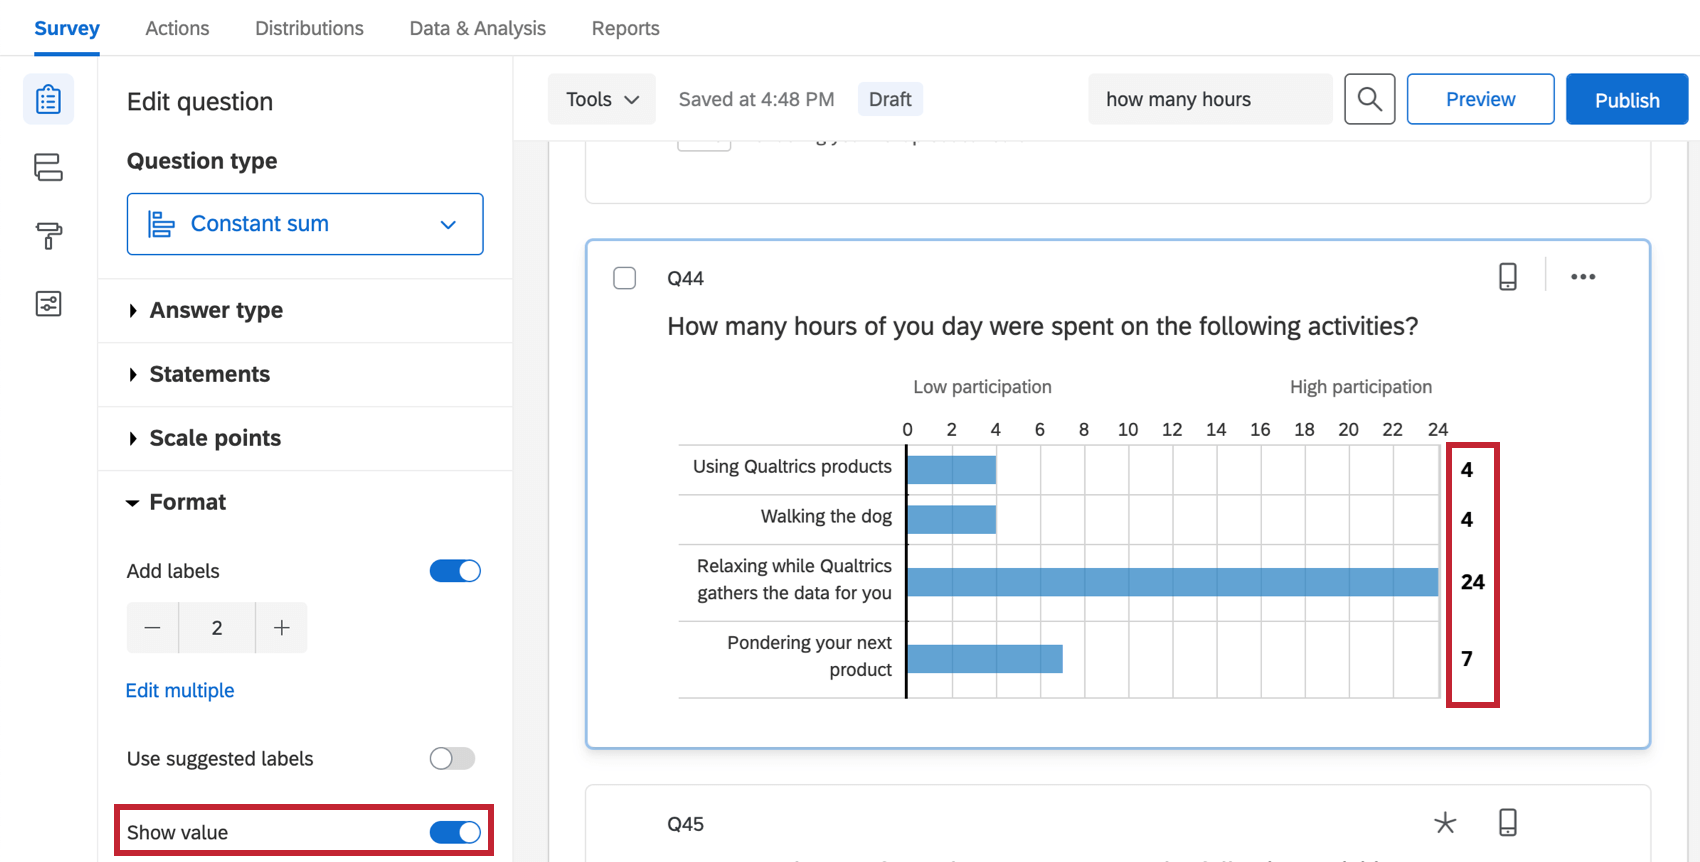 Survey Actions Distributions Data & Analysis Reports
Edit question
Question type
Constant sum
Answer type
Statements
Scale points
Format
Add labels
2
Edit multiple
Use suggested labels
Show value
Tools Saved at 4:48 PM Draft how many hours Preview Publish
Q44
How many hours of you day were spent on the following activities?
Low participation High participation
0 2 4 6 8 10 12 14 16 18 20 22 24
Using Qualtrics products 4
Walking the dog 4
Relaxing while Qualtrics
gathers the data for you 24
Pondering your next
product 7
Q45